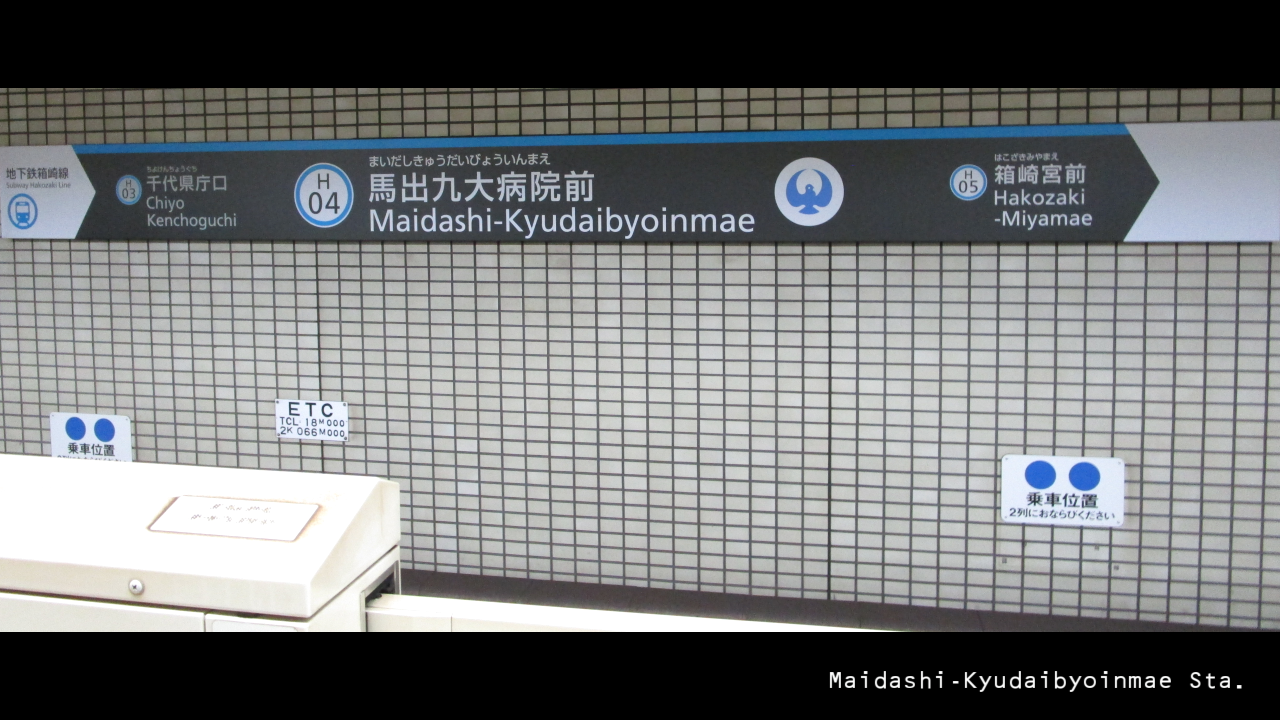 地下鉄箱崎線
Subway Hakozaki Line
H
03
ちよけんちょうぐち
千代県庁口
Chiyo
Kenchoguchi
H
04
まいだしきゅうだいびょういんまえ
馬出九大病院前
Maidashi-Kyudaibyoinmae
H
05
はこざきみやまえ
箱崎宮前
Hakozaki
-Miyamae
ETC
TCL 18M000
2K 066M000
乗車位置
乗車位置
2列におならびください
Maidashi-Kyudaibyoinmae Sta.